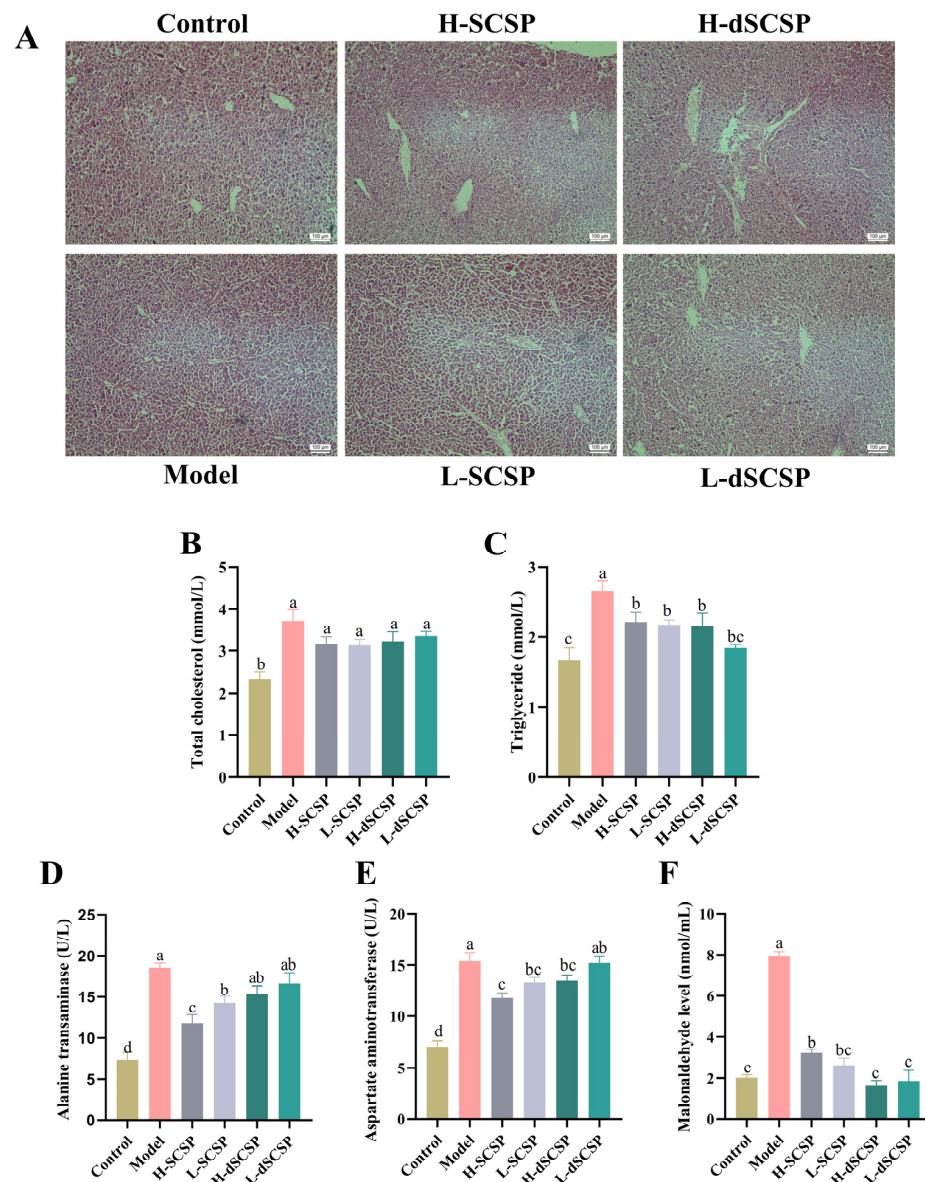 A
Control
H-SCSP
H-dSCSP
100 μm
100 μm
100 μm
100 μm
100 μm
100 μm
Model
L-SCSP
L-dSCSP
B
Total cholesterol (mmol/L)
5
4
3
2
1
0
b
a
a
a
a
a
Control
Model
H-SCSP
L-SCSP
H-dSCSP
L-dSCSP
C
Triglyceride (mmol/L)
3
2
1
0
c
a
b
b
b
bc
Control
Model
H-SCSP
L-SCSP
H-dSCSP
L-dSCSP
D
Alanine transaminase (U/L)
25
20
15
10
5
0
d
a
c
b
ab
ab
Control
Model
H-SCSP
L-SCSP
H-dSCSP
L-dSCSP
E
Aspartate aminotransferase (U/L)
20
15
10
5
0
d
a
c
bc
bc
ab
Control
Model
H-SCSP
L-SCSP
H-dSCSP
L-dSCSP
F
Malonaldehyde level (nmol/mL)
8
6
4
2
0
c
a
b
bc
c
c
Control
Model
H-SCSP
L-SCSP
H-dSCSP
L-dSCSP